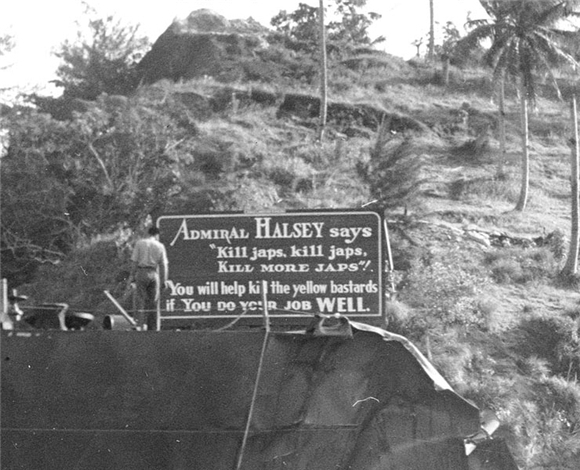 ADMIRAL HALSEY SAYS
"KILL JAPS, KILL JAPS,
KILL MORE JAPS"!.
You will help kill the yellow bastards
if YOU DO YOUR JOB WELL.